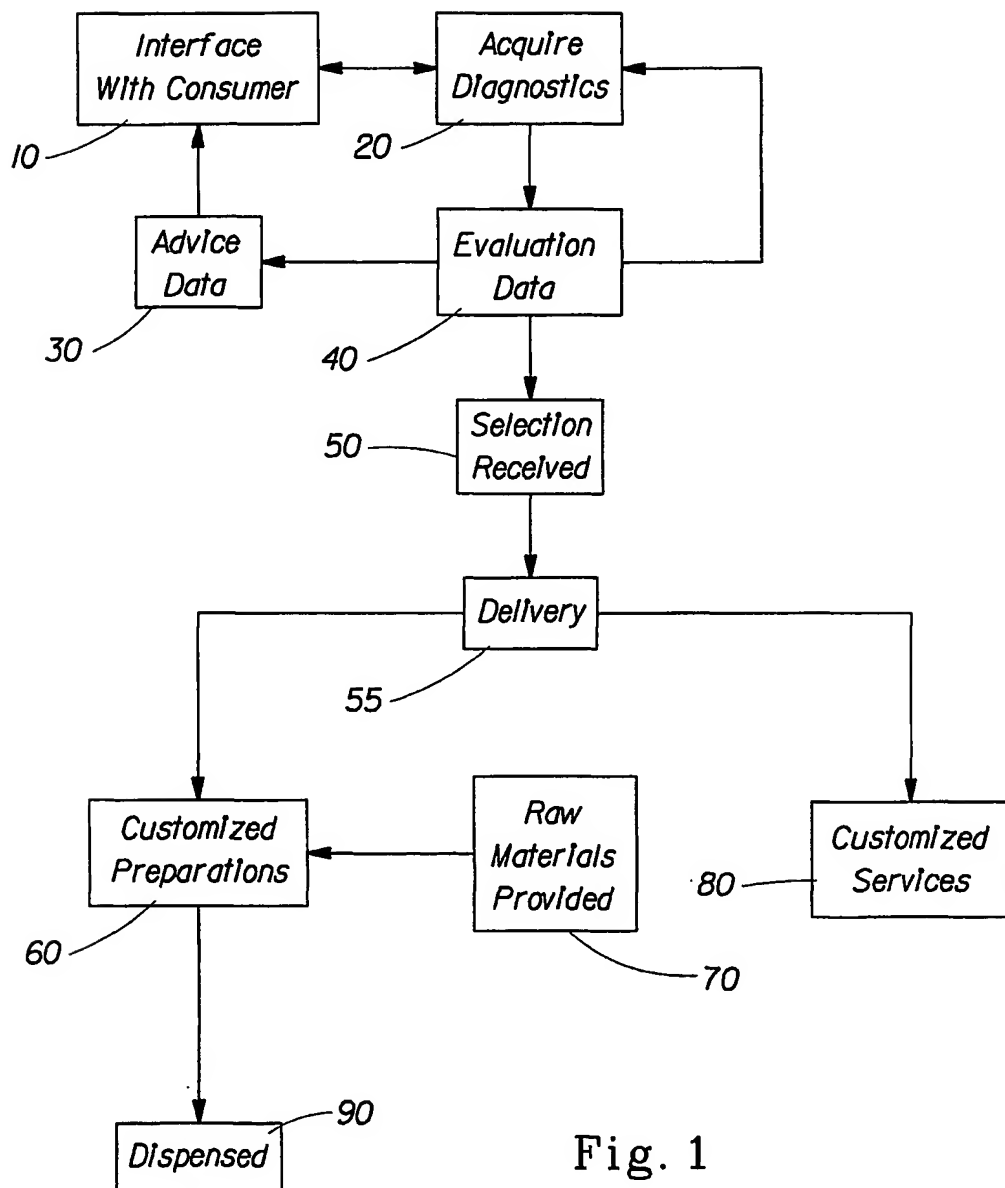 Interface
With Consumer
10
Acquire
Diagnostics
20
Advice
Data
30
Evaluation
Data
40
Selection
Received
50
Delivery
55
Customized
Preparations
60
Raw
Materials
Provided
70
Customized
Services
80
Dispensed
90
Fig. 1